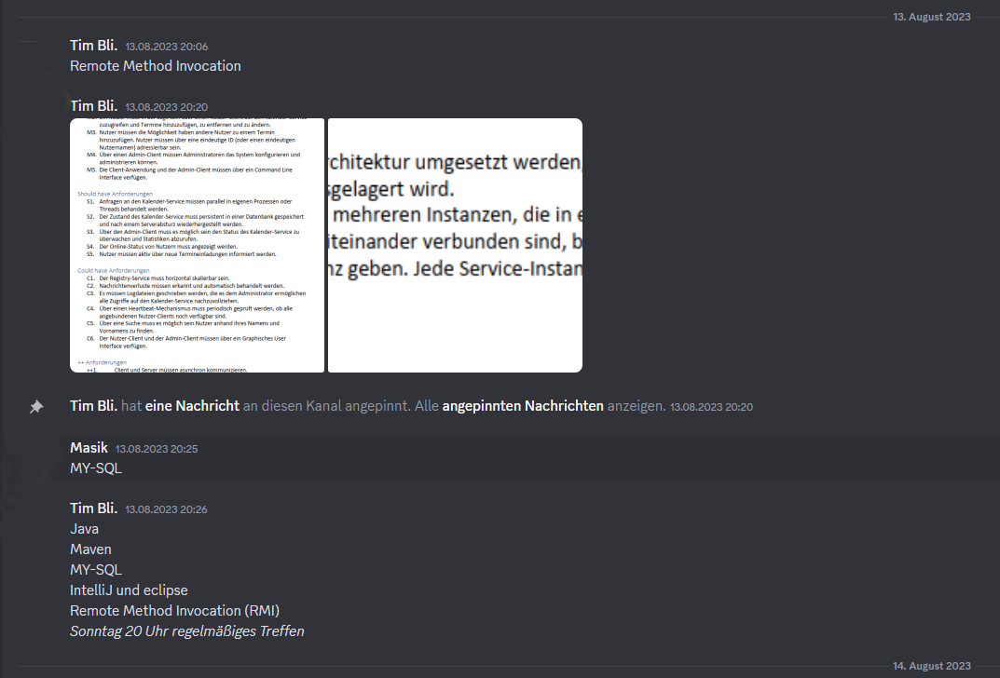 13. August 2023
Tim Bli. 13.08.2023 20:06
Remote Method Invocation
Tim Bli. 13.08.2023 20:20
zuzugreifen und Termine hinzuzufügen, zu entfernen und zu ändern.
M3. Nutzer müssen die Möglichkeit haben andere Nutzer zu einem Termin
hinzuzufügen. Nutzer müssen über eine eindeutige ID (oder einen eindeutigen
Nutzernamen) adressierbar sein.
M4. Über einen Admin-Client müssen Administratoren das System konfigurieren und
administrieren können.
M5. Die Client-Anwendung und der Admin-Client müssen über ein Command Line
Interface verfügen.
Should have Anforderungen
S1. Anfragen an den Kalender-Service müssen parallel in eigenen Prozessen oder
Threads behandelt werden.
S2. Der Zustand des Kalender-Service muss persistent in einer Datenbank gespeichert
und nach einem Serverabsturz wiederhergestellt werden.
S3. Über den Admin-Client muss es möglich sein den Status des Kalender-Service zu
überwachen und Statistiken abzurufen.
S4. Der Online-Status von Nutzern muss angezeigt werden.
S5. Nutzer müssen aktiv über neue Termineinladungen informiert werden.
Could have Anforderungen
C1. Der Registry-Service muss horizontal skalierbar sein.
C2. Nachrichtenverluste müssen erkannt und automatisch behandelt werden.
C3. Es müssen Logdateien geschrieben werden, die es dem Administrator ermöglichen
alle Zugriffe auf den Kalender-Service nachzuvollziehen.
C4. Über einen Heartbeat-Mechanismus muss periodisch geprüft werden, ob alle
angebundenen Nutzer-Clients noch verfügbar sind.
C5. Über eine Suche muss es möglich sein Nutzer anhand ihres Namens und
Vornamens zu finden.
C6. Der Nutzer-Client und der Admin-Client müssen über ein Graphisches User
Interface verfügen.
++ Anforderungen
++1. Client und Server müssen asynchron kommunizieren.
rchitektur umgesetzt werden,
sgelagert wird.
mehreren Instanzen, die in e
iteinander verbunden sind, b
nz geben. Jede Service-Instan
Tim Bli. hat eine Nachricht an diesen Kanal angepinnt. Alle angepinnten Nachrichten anzeigen. 13.08.2023 20:20
Masik 13.08.2023 20:25
MY-SQL
Tim Bli. 13.08.2023 20:26
Java
Maven
MY-SQL
IntelliJ und eclipse
Remote Method Invocation (RMI)
Sonntag 20 Uhr regelmäßiges Treffen
14. August 2023